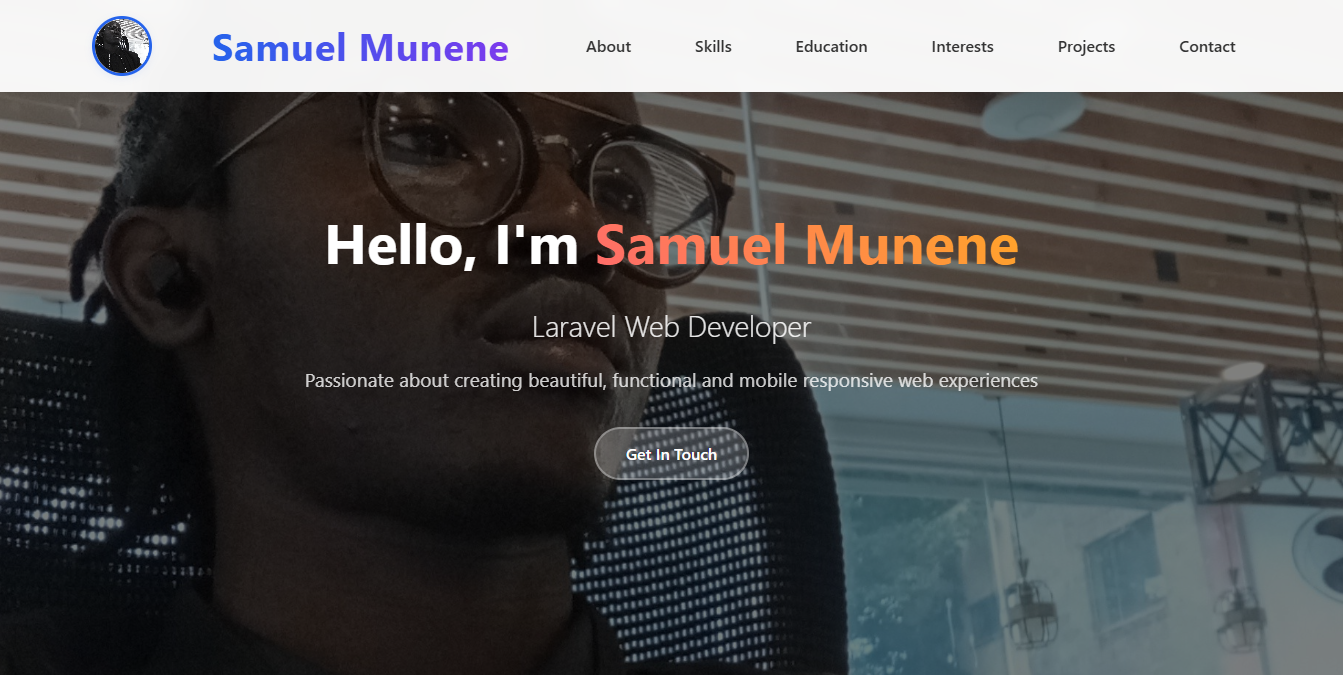 Samuel Munene
About Skills Education Interests Projects Contact
Hello, I'm Samuel Munene
Laravel Web Developer
Passionate about creating beautiful, functional and mobile responsive web experiences
Get In Touch